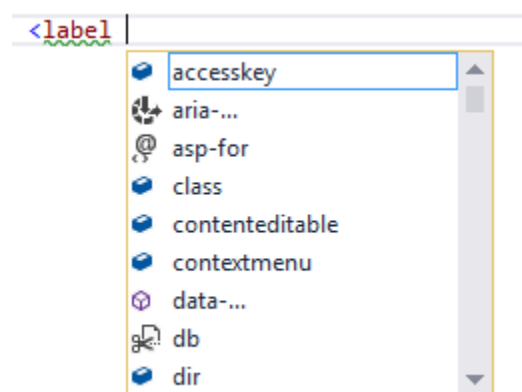 <label
accesskey
aria-...
asp-for
class
contenteditable
contextmenu
data-...
db
dir